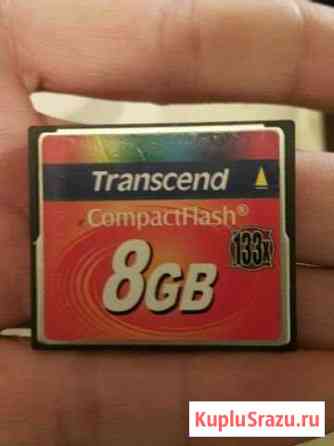 Transcend
CompactFlash®
133x
8GB
KupluSrazu.ru